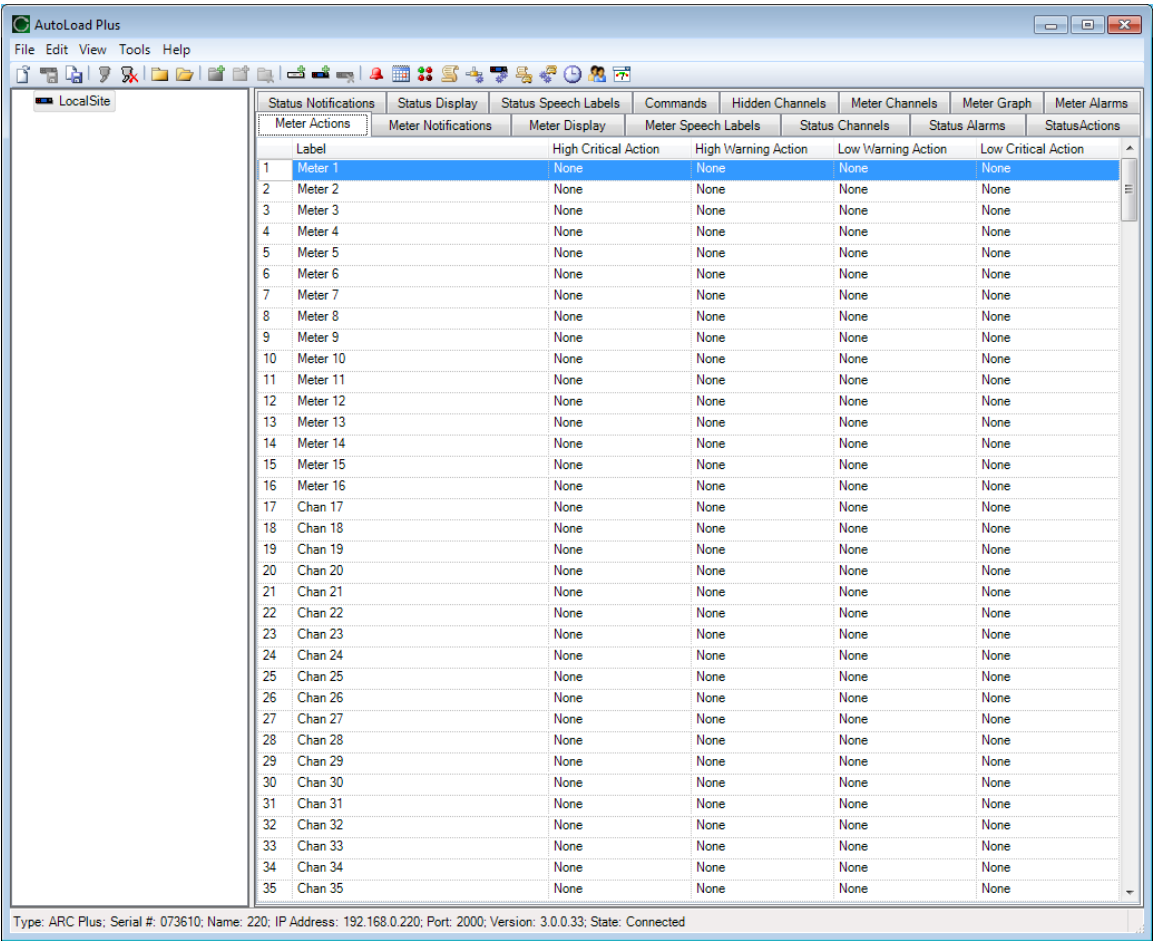 AutoLoad Plus
File Edit View Tools Help
LocalSite
Status Notifications Status Display Status Speech Labels Commands Hidden Channels Meter Channels Meter Graph Meter Alarms
Meter Actions Meter Notifications Meter Display Meter Speech Labels Status Channels Status Alarms StatusActions
Label High Critical Action High Warning Action Low Warning Action Low Critical Action
1 Meter 1 None None None None
2 Meter 2 None None None None
3 Meter 3 None None None None
4 Meter 4 None None None None
5 Meter 5 None None None None
6 Meter 6 None None None None
7 Meter 7 None None None None
8 Meter 8 None None None None
9 Meter 9 None None None None
10 Meter 10 None None None None
11 Meter 11 None None None None
12 Meter 12 None None None None
13 Meter 13 None None None None
14 Meter 14 None None None None
15 Meter 15 None None None None
16 Meter 16 None None None None
17 Chan 17 None None None None
18 Chan 18 None None None None
19 Chan 19 None None None None
20 Chan 20 None None None None
21 Chan 21 None None None None
22 Chan 22 None None None None
23 Chan 23 None None None None
24 Chan 24 None None None None
25 Chan 25 None None None None
26 Chan 26 None None None None
27 Chan 27 None None None None
28 Chan 28 None None None None
29 Chan 29 None None None None
30 Chan 30 None None None None
31 Chan 31 None None None None
32 Chan 32 None None None None
33 Chan 33 None None None None
34 Chan 34 None None None None
35 Chan 35 None None None None
Type: ARC Plus; Serial #: 073610; Name: 220; IP Address: 192.168.0.220; Port: 2000; Version: 3.0.0.33; State: Connected